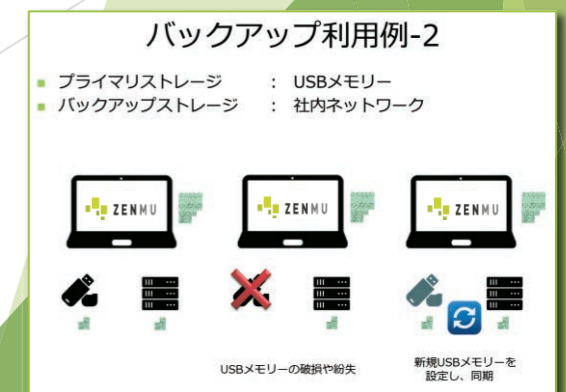 バックアップ利用例-2
プライマリストレージ : USBメモリー
バックアップストレージ : 社内ネットワーク
ZENMU
ZENMU
ZENMU
USBメモリーの破損や紛失
新規USBメモリーを
設定し、同期